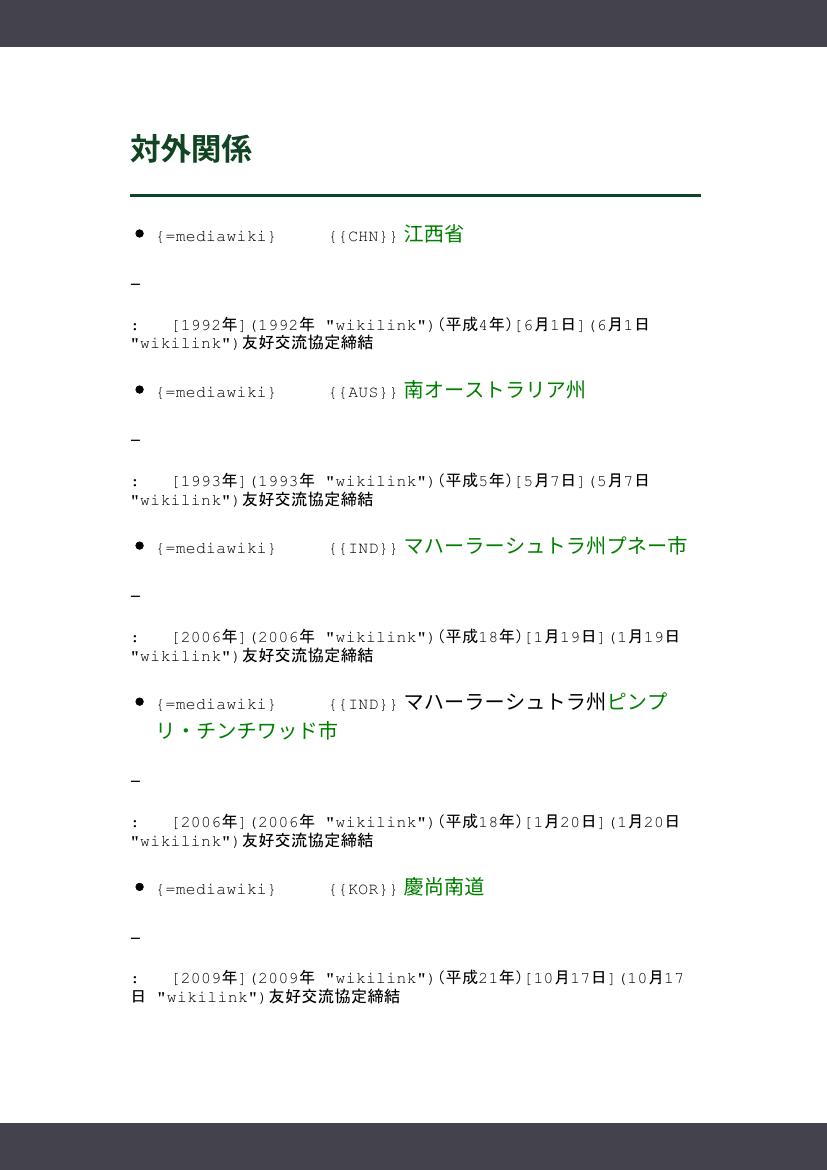 対外関係
• {=mediawiki} {{CHN}} 江西省
–
: [1992年](1992年 "wikilink")(平成4年)[6月1日](6月1日
"wikilink")友好交流協定締結
• {=mediawiki} {{AUS}} 南オーストラリア州
–
: [1993年](1993年 "wikilink")(平成5年)[5月7日](5月7日
"wikilink")友好交流協定締結
• {=mediawiki} {{IND}} マハーラーシュトラ州プネー市
–
: [2006年](2006年 "wikilink")(平成18年)[1月19日](1月19日
"wikilink")友好交流協定締結
• {=mediawiki} {{IND}} マハーラーシュトラ州ピンプ
リ・チンチワッド市
–
: [2006年](2006年 "wikilink")(平成18年)[1月20日](1月20日
"wikilink")友好交流協定締結
• {=mediawiki} {{KOR}} 慶尚南道
–
: [2009年](2009年 "wikilink")(平成21年)[10月17日](10月17
日 "wikilink")友好交流協定締結